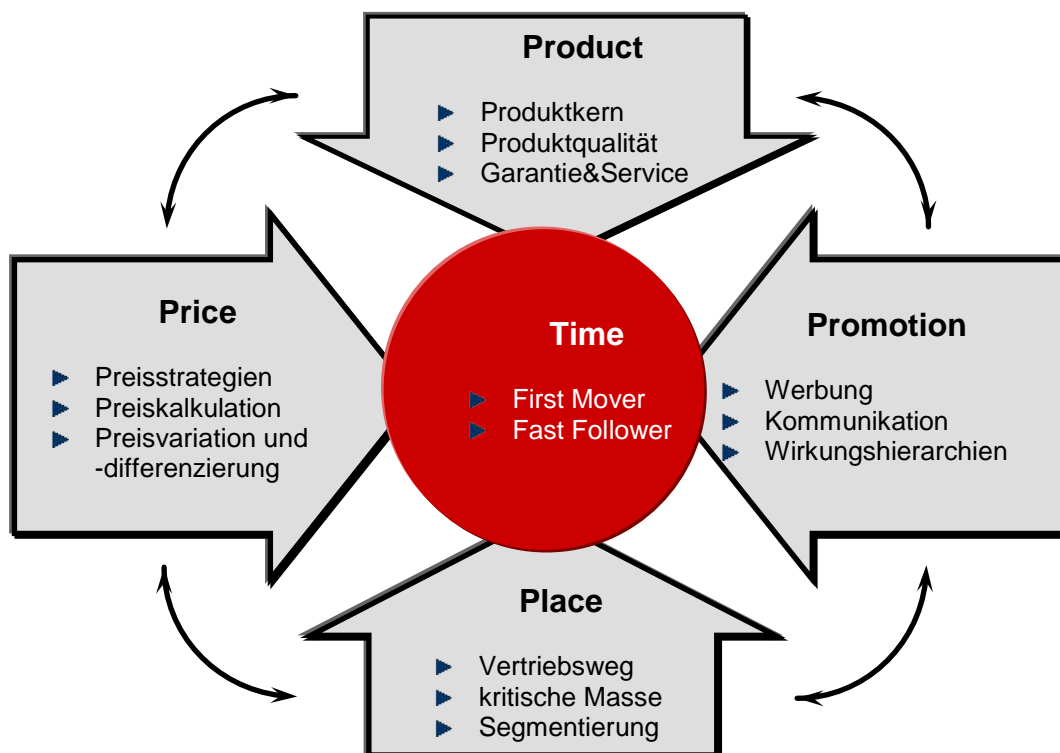 Product
Produktkern
Produktqualität
Garantie&Service
Price
Preisstrategien
Preiskalkulation
Preisvariation und
-differenzierung
Time
First Mover
Fast Follower
Promotion
Werbung
Kommunikation
Wirkungshierarchien
Place
Vertriebsweg
kritische Masse
Segmentierung